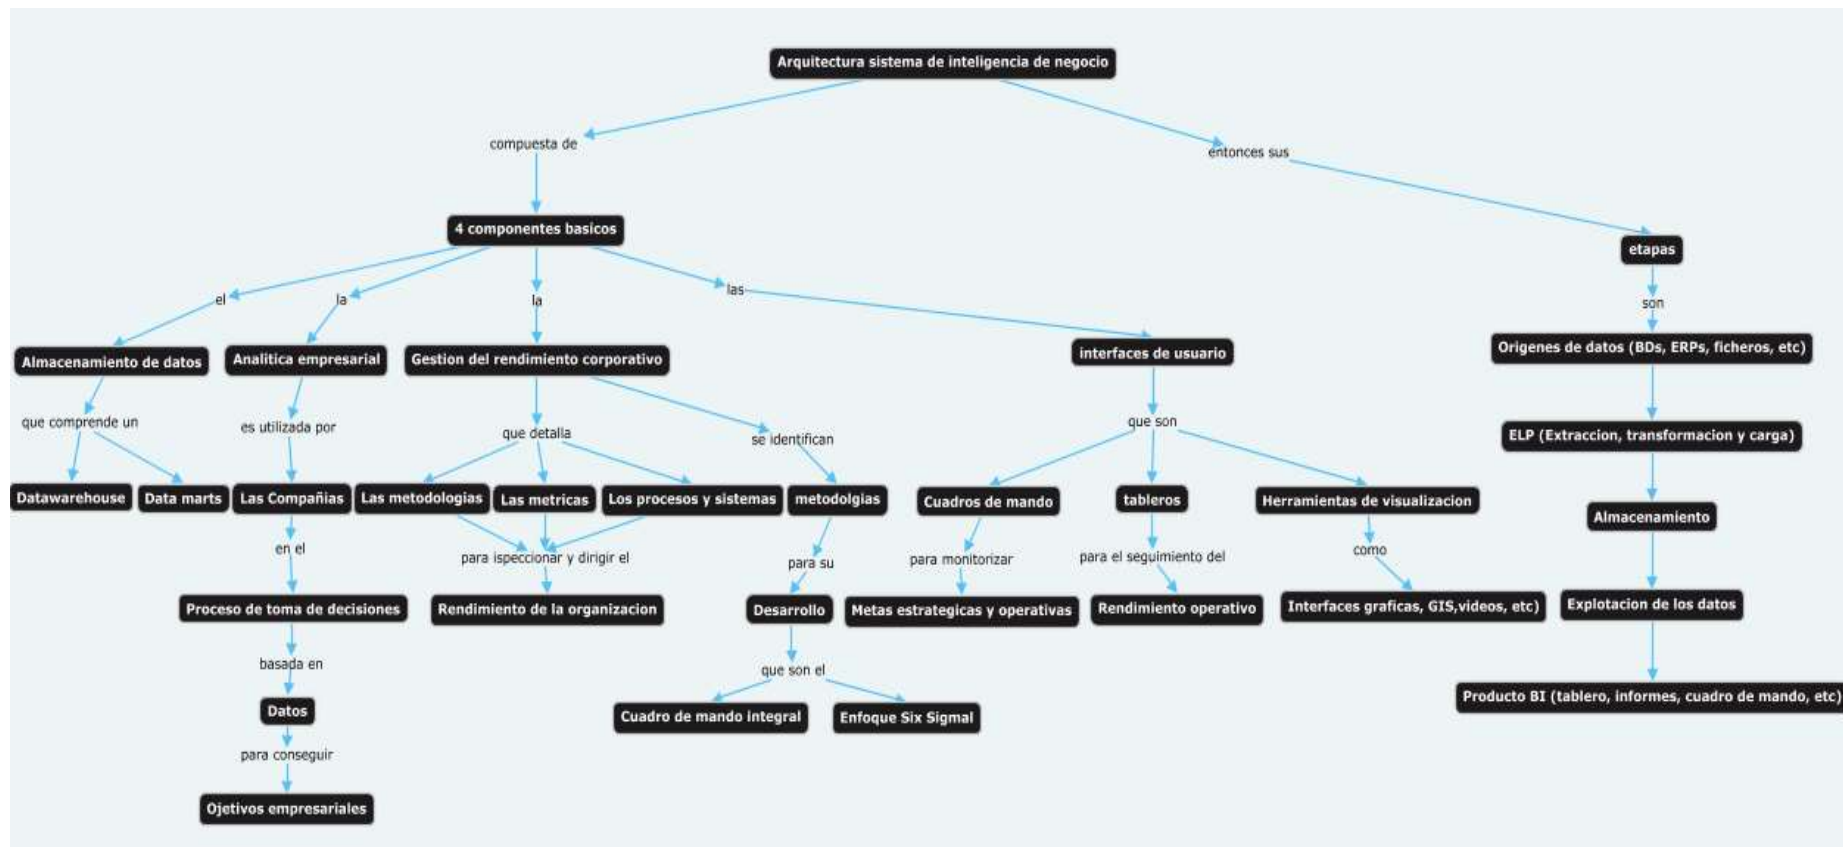 Arquitectura sistema de inteligencia de negocio
compuesta de
entonces sus
4 componentes basicos
etapas
el
la
la
las
son
Almacenamiento de datos
Analitica empresarial
Gestion del rendimiento corporativo
interfaces de usuario
Origenes de datos (BDs, ERPs, ficheros, etc)
que comprende un
es utilizada por
que detalla
se identifican
que son
ELP (Extraccion, transformacion y carga)
Datawarehouse
Data marts
Las Compañias
Las metodologias
Las metricas
Los procesos y sistemas
metodolgias
Cuadros de mando
tableros
Herramientas de visualizacion
Almacenamiento
en el
para ispeccionar y dirigir el
para su
para monitorizar
para el seguimiento del
como
Proceso de toma de decisiones
Rendimiento de la organizacion
Desarrollo
Metas estrategicas y operativas
Rendimiento operativo
Interfaces graficas, GIS,videos, etc)
Explotacion de los datos
basada en
que son el
Datos
Cuadro de mando integral
Enfoque Six Sigmal
Producto BI (tablero, informes, cuadro de mando, etc)
para conseguir
Ojetivos empresariales